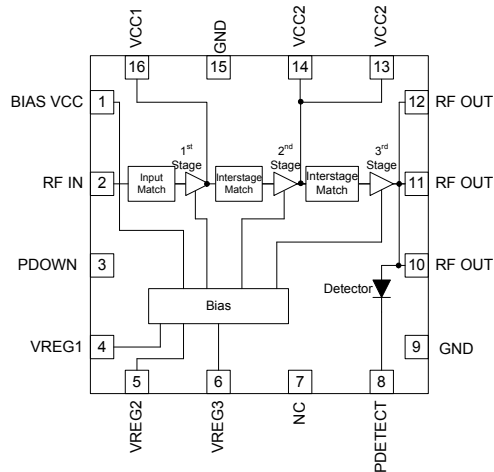 VCC1
GND
VCC2
VCC2
16
15
14
13
BIAS VCC
1
12
RF OUT
1st
Stage
2nd
Stage
3rd
Stage
RF IN
2
Input
Match
Interstage
Match
Interstage
Match
11
RF OUT
PDOWN
3
10
RF OUT
Detector
Bias
VREG1
4
9
GND
5
6
7
8
VREG2
VREG3
NC
PDETECT